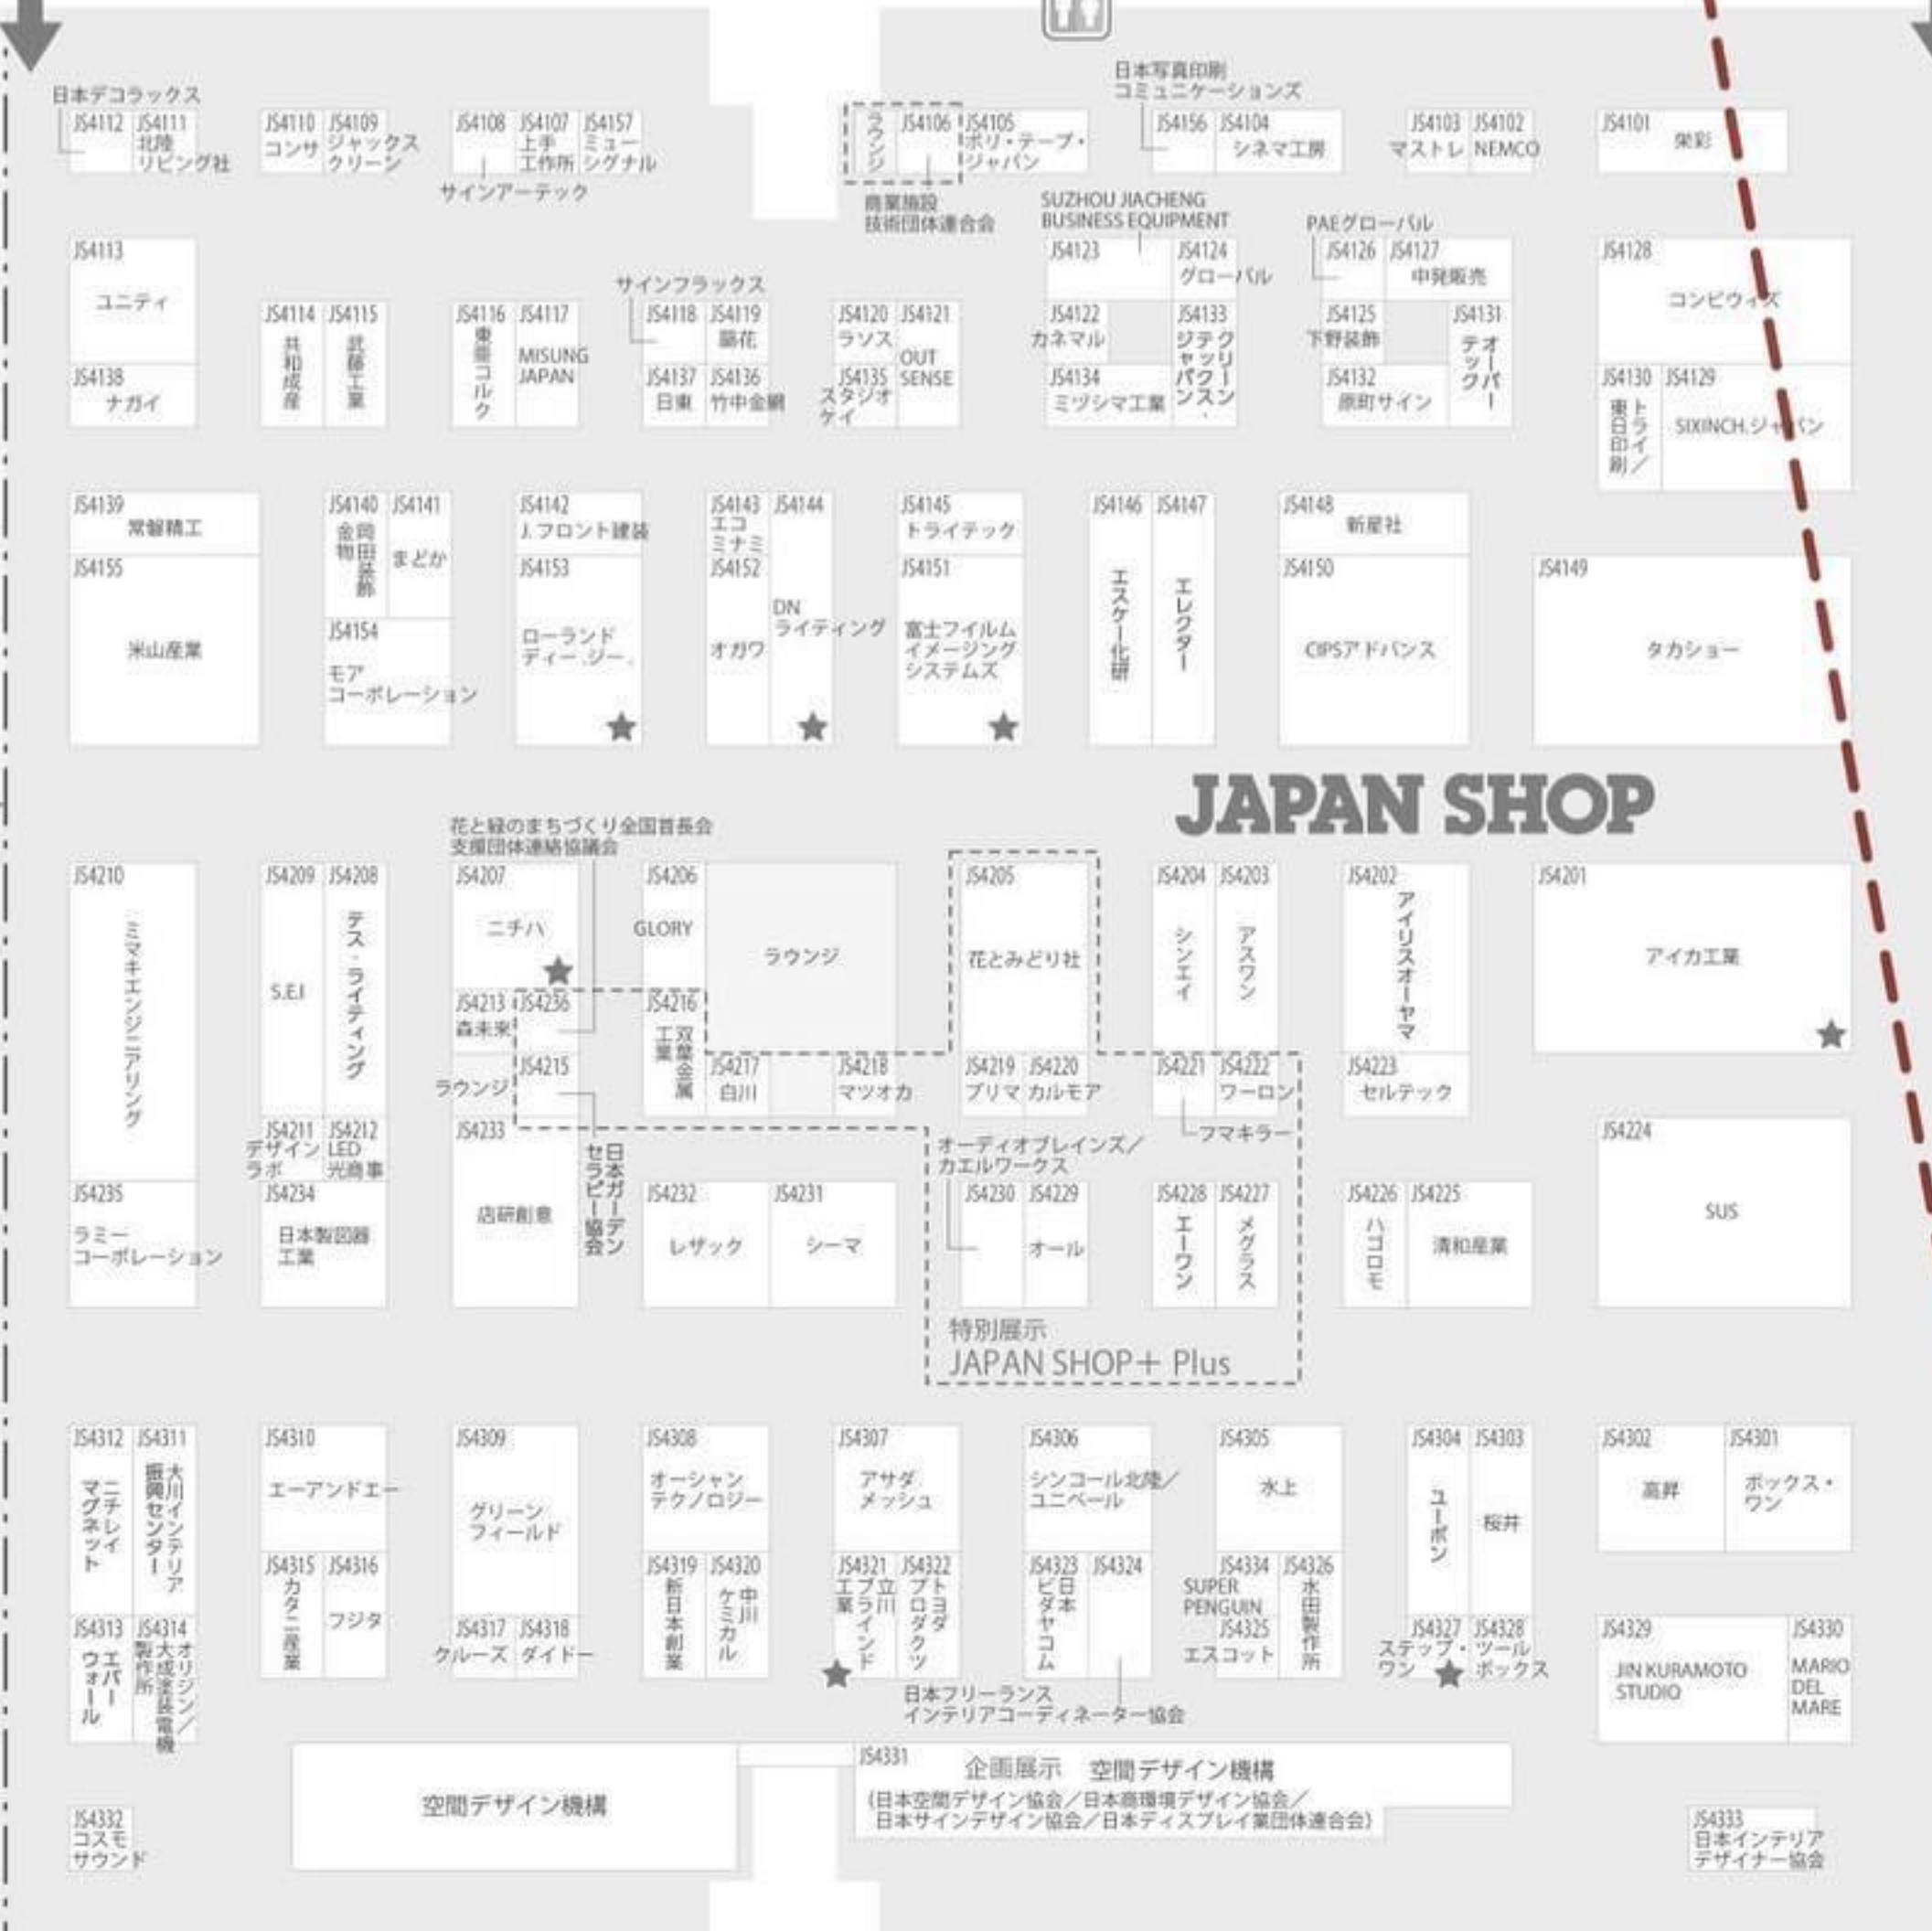 日本写真印刷
コミュニケーションズ
日本デコラックス
JS4112
JS4111
北陸
リビング社
JS4110
コンサ
JS4109
ジャックス
クリーン
JS4108
サインアーテック
JS4107
上手
工作所
JS4157
ミュー
シグナル
ラウンジ
JS4106
商業施設
技術団体連合会
JS4105
ポリ・テープ・
ジャパン
JS4156
JS4104
シネマ工房
JS4103
マストレ
JS4102
NEMCO
JS4101
栄彩
JS4113
ユニティ
JS4138
ナガイ
JS4114
共和成産
JS4115
武藤工業
JS4116
東亜コルク
JS4117
MISUNG
JAPAN
サインフラックス
JS4118
JS4119
JS4137
日東
JS4136
竹中金網
JS4120
ラソス
JS4121
OUT
SENSE
JS4135
スタジオ
ケイ
SUZHOU JIACHENG
BUSINESS EQUIPMENT
JS4123
JS4124
グローバル
JS4122
カネマル
JS4133
クリーンテックス・
ジャパン
JS4134
ミヅシマ工業
PAEグローバル
JS4126
JS4127
中発販売
JS4125
下野装飾
JS4131
オーパー
テック
JS4132
原町サイン
JS4128
コンビウィズ
JS4130
トライ／
東日印刷
JS4129
SIXINCH.ジャパン
JS4139
常磐精工
JS4155
米山産業
JS4140
岡田装飾
金物
JS4141
まどか
JS4154
モア
コーポレーション
JS4142
J.フロント建装
JS4153
ローランド
ディー.ジー.
JS4143
エコ
ミナミ
JS4152
オガワ
JS4144
DN
ライティング
JS4145
トライテック
JS4151
富士フイルム
イメージング
システムズ
JS4146
エスケー化研
JS4147
エレクター
JS4148
新星社
JS4150
CIPSアドバンス
JS4149
タカショー
JAPAN SHOP
花と緑のまちづくり全国首長会
支援団体連絡協議会
JS4210
ミマキエンジニアリング
JS4235
ラミー
コーポレーション
JS4209
S.E.I
JS4208
テス・ライティング
JS4211
デザイン
ラボ
JS4212
LED
光商事
JS4234
日本製図器
工業
JS4207
ニチハ
JS4213
森未来
JS4236
ラウンジ
JS4215
JS4233
店研創意
日本ガーデン
セラピー協会
JS4206
GLORY
ラウンジ
JS4216
双葉金属
工業
JS4217
白川
JS4218
マツオカ
JS4232
レザック
JS4231
シーマ
JS4205
花とみどり社
JS4219
プリマ
JS4220
カルモア
オーディオブレインズ／
カエルワークス
JS4230
JS4229
オール
JS4204
シンエイ
JS4203
アスワン
JS4221
フマキラー
JS4222
ワーロン
JS4228
エーワン
JS4227
メグラス
特別展示
JAPAN SHOP＋ Plus
JS4202
アイリスオーヤマ
JS4223
セルテック
JS4226
ハゴロモ
JS4225
清和産業
JS4201
アイカ工業
JS4224
SUS
JS4312
ニチレイ
マグネット
JS4311
大川インテリア
振興センター
JS4313
エバー
ウォール
JS4314
オリジン／
大成塗装電機
製作所
JS4310
エーアンドエー
JS4315
カタニ産業
JS4316
フジタ
JS4309
グリーン
フィールド
JS4317
クルーズ
JS4318
ダイドー
JS4308
オーシャン
テクノロジー
JS4319
新日本創業
JS4320
中川
ケミカル
JS4307
アサダ
メッシュ
JS4321
立川
ブラインド
工業
JS4322
トヨダ
プロダクツ
JS4306
シンコール北陸／
ユニベール
JS4323
日本
ビダヤコム
JS4324
日本フリーランス
インテリアコーディネーター協会
JS4305
水上
JS4334
SUPER
PENGUIN
JS4325
エスコット
JS4326
水田製作所
JS4304
ユーボン
JS4303
桜井
JS4327
ステップ・
ワン
JS4328
ツール
ボックス
JS4302
高昇
JS4301
ボックス・
ワン
JS4329
JIN KURAMOTO
STUDIO
JS4330
MARIO
DEL
MARE
空間デザイン機構
JS4331
企画展示　空間デザイン機構
(日本空間デザイン協会／日本商環境デザイン協会／
日本サインデザイン協会／日本ディスプレイ業団体連合会)
JS4332
コスモ
サウンド
JS4333
日本インテリア
デザイナー協会